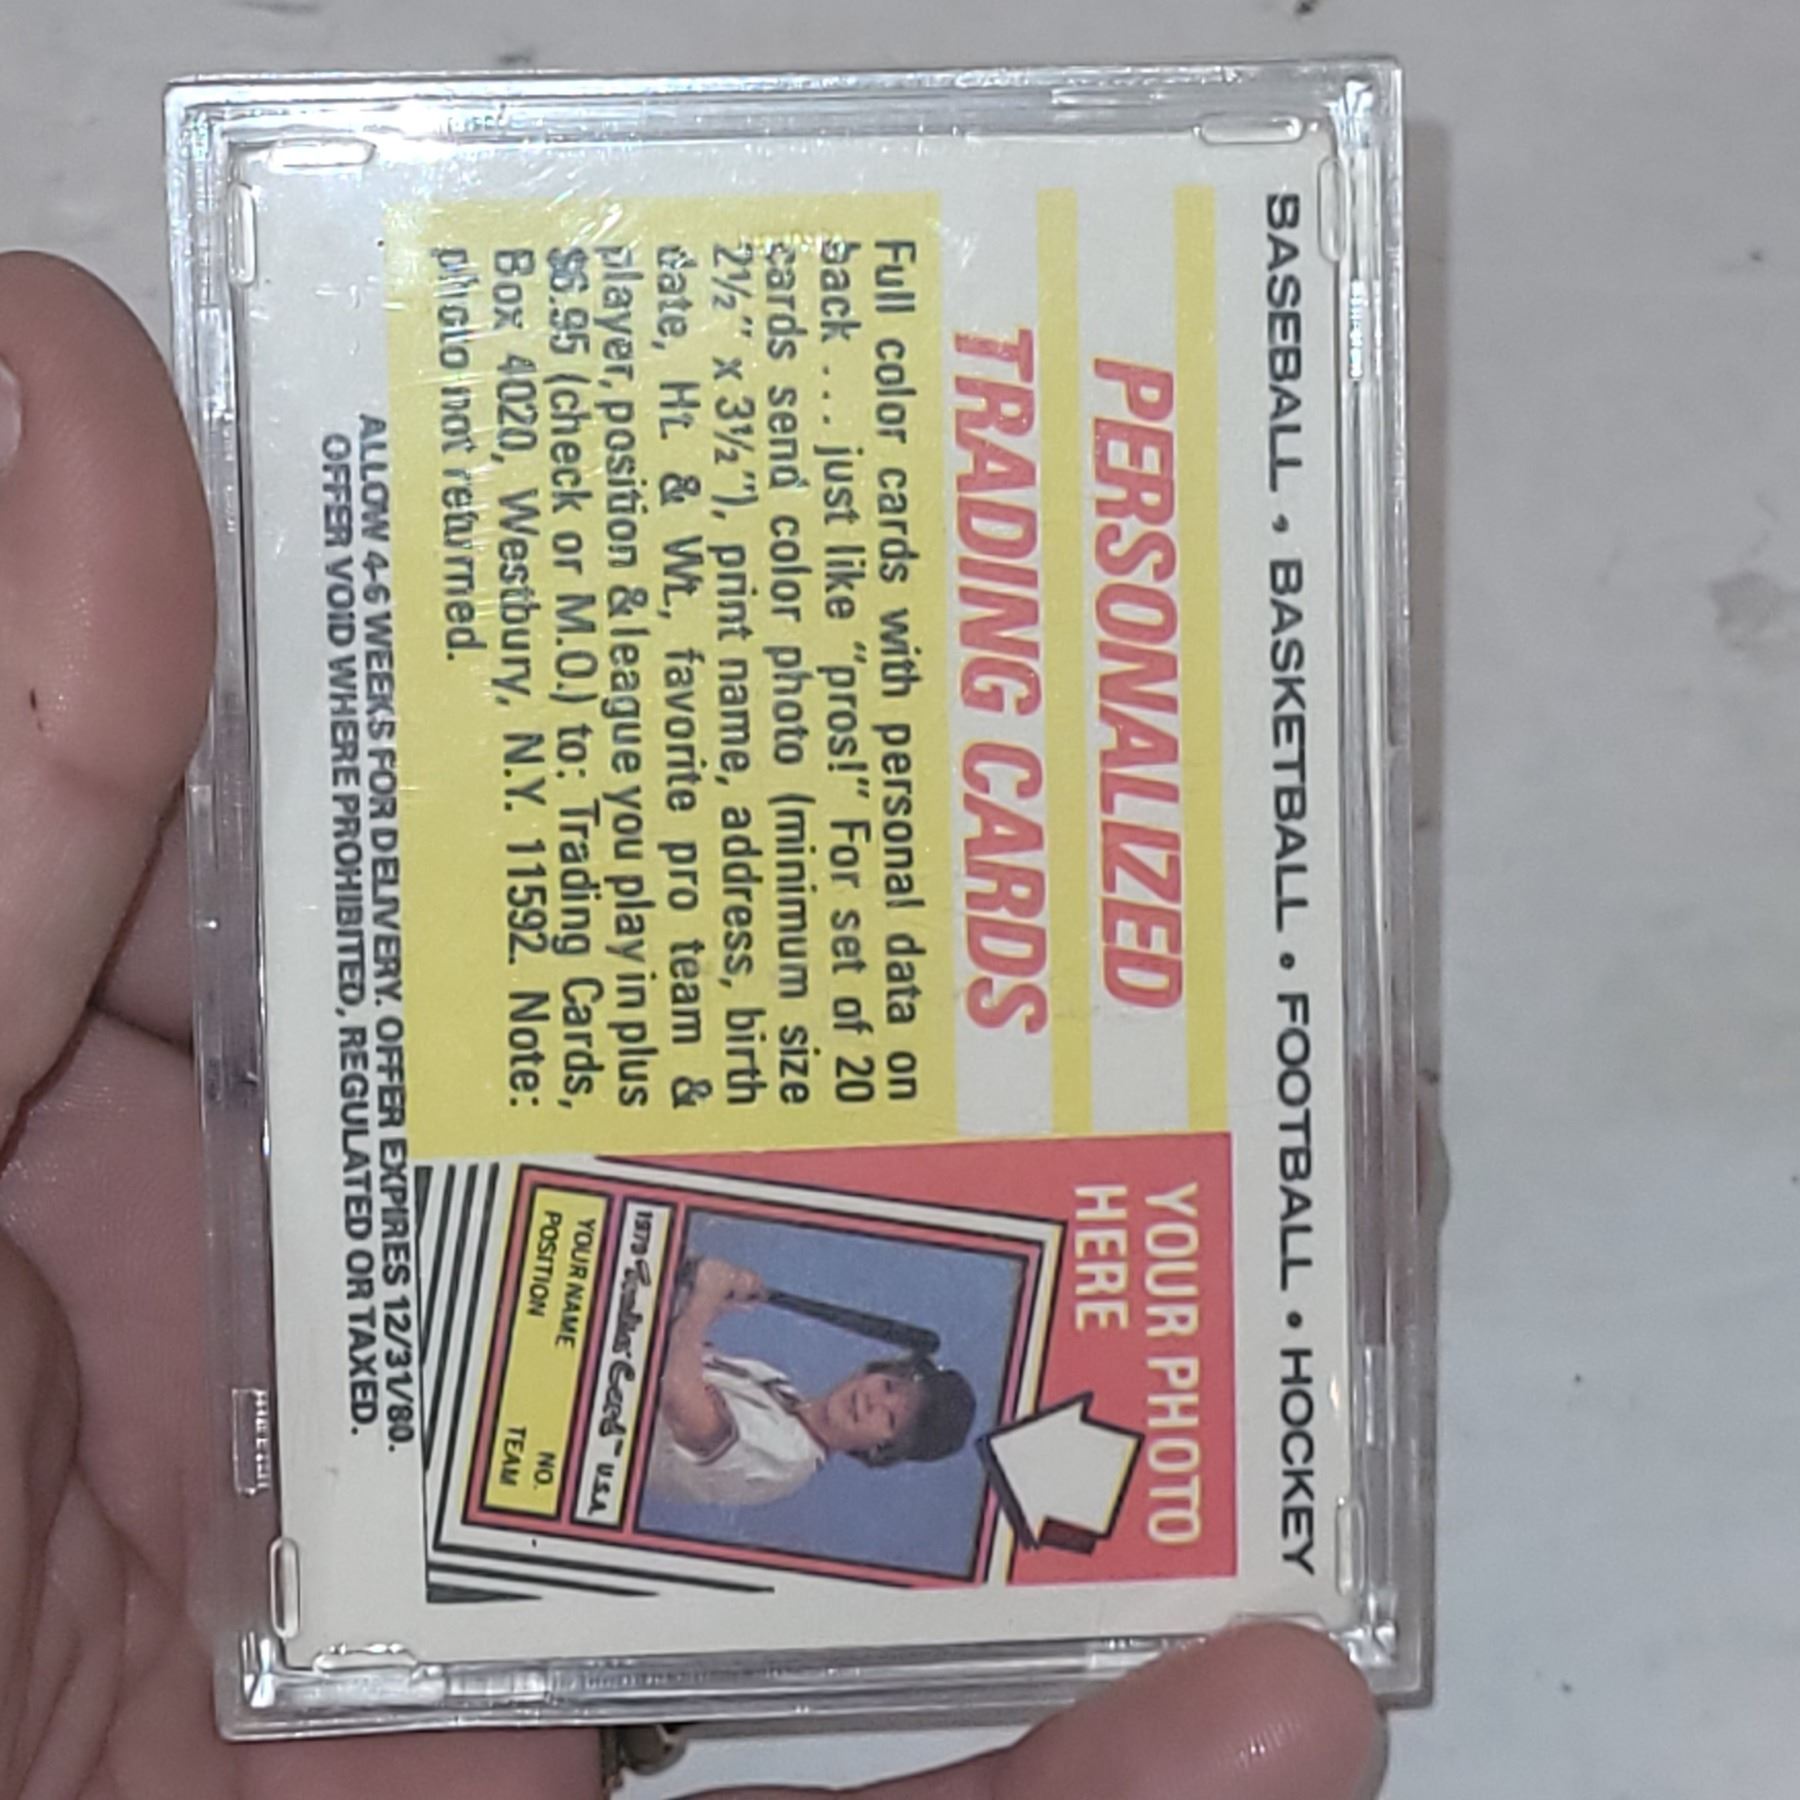 BASEBALL • BASKETBALL • FOOTBALL • HOCKEY
PERSONALIZED
TRADING CARDS
Full color cards with personal data on
back . . . just like "pros!" For set of 20
cards send color photo (minimum size
2½" x 3½"), print name, address, birth
date, Ht. & Wt., favorite pro team &
player, position & league you play in plus
$6.95 (check or M.O.) to: Trading Cards,
Box 4020, Westbury, N.Y. 11592. Note:
photo not returned.
YOUR PHOTO
HERE
U.S.A.
YOUR NAME NO.
POSITION TEAM
ALLOW 4-6 WEEKS FOR DELIVERY. OFFER EXPIRES 12/31/80.
OFFER VOID WHERE PROHIBITED, REGULATED OR TAXED.